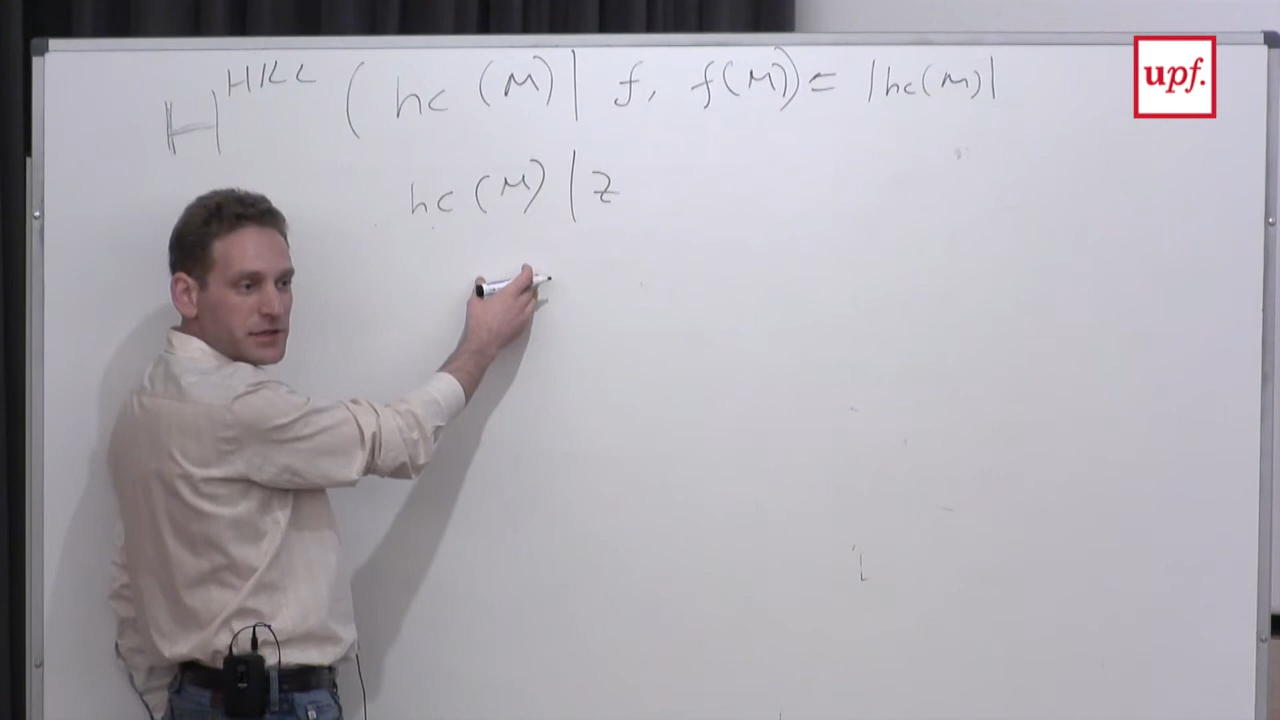 H^HILL (hc(M) | f, f(M)) = |hc(M)|
upf.
hc(M) | z